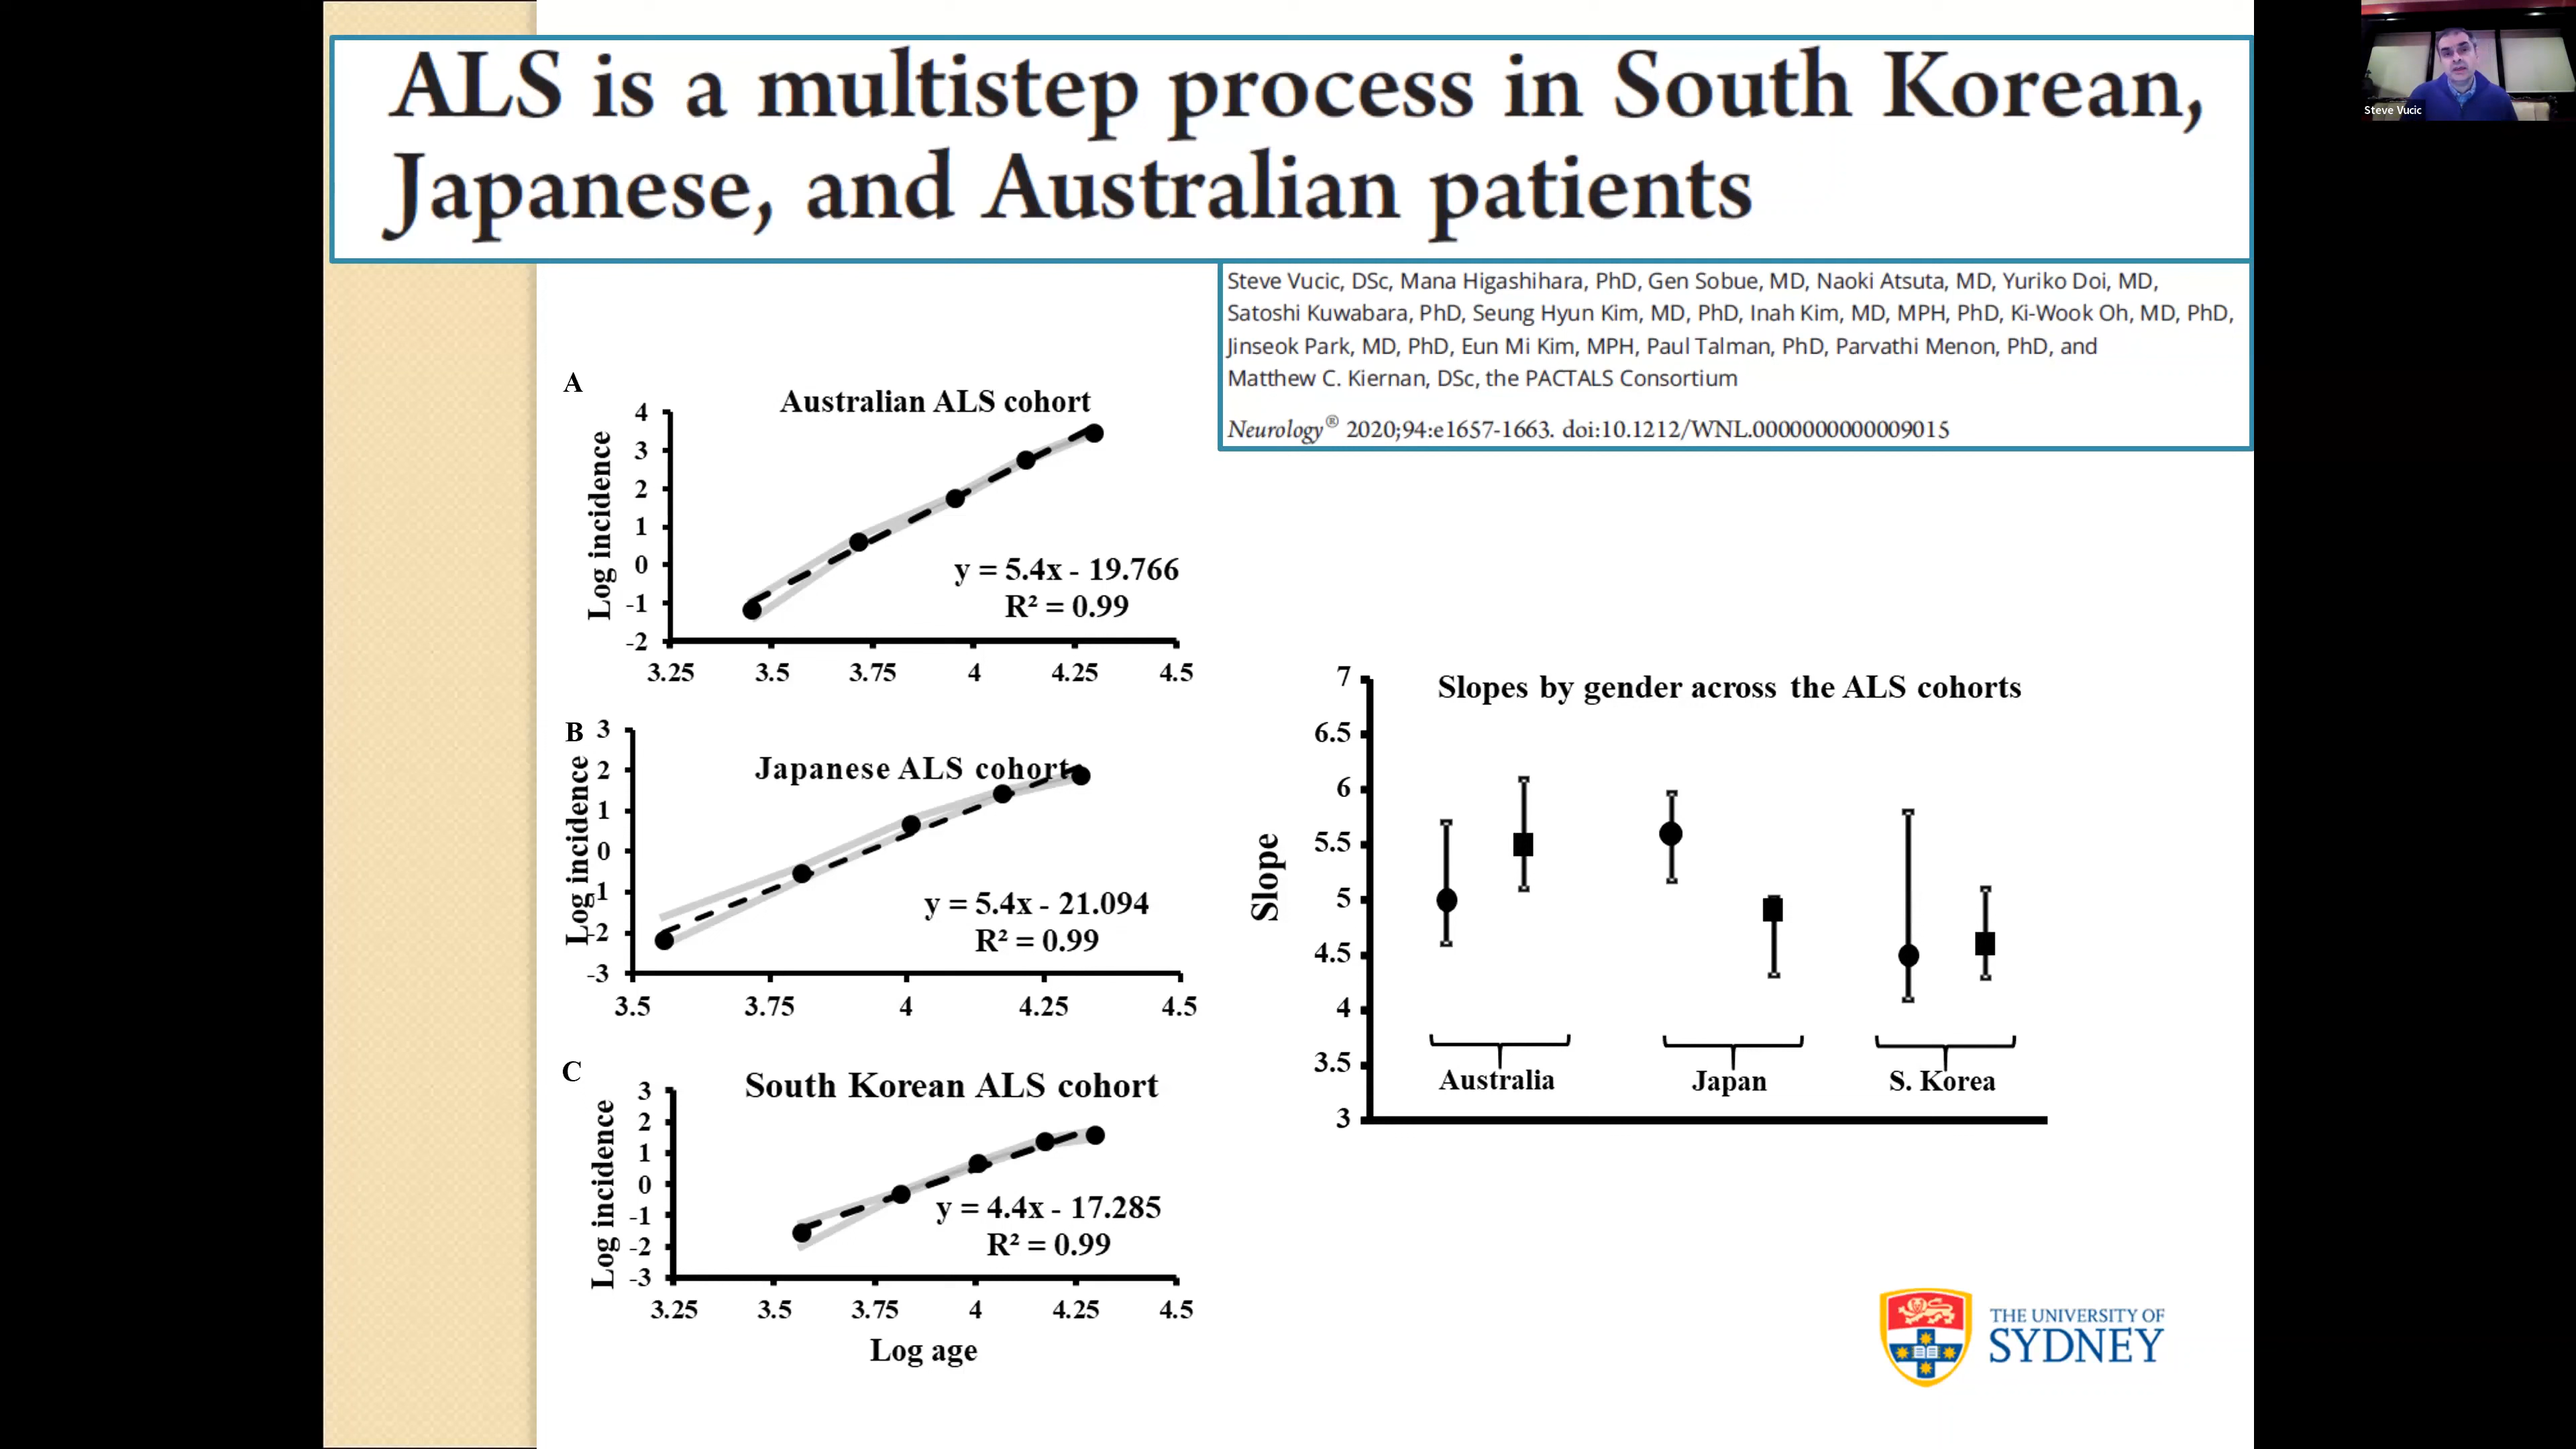 ALS is a multistep process in South Korean,
Japanese, and Australian patients
Steve Vucic
Steve Vucic, DSc, Mana Higashihara, PhD, Gen Sobue, MD, Naoki Atsuta, MD, Yuriko Doi, MD,
Satoshi Kuwabara, PhD, Seung Hyun Kim, MD, PhD, Inah Kim, MD, MPH, PhD, Ki-Wook Oh, MD, PhD,
Jinseok Park, MD, PhD, Eun Mi Kim, MPH, Paul Talman, PhD, Parvathi Menon, PhD, and
Matthew C. Kiernan, DSc, the PACTALS Consortium
Neurology® 2020;94:e1657-1663. doi:10.1212/WNL.0000000000009015
A
Australian ALS cohort
Log incidence
4
3
2
1
0
-1
-2
y = 5.4x - 19.766
R² = 0.99
3.25 3.5 3.75 4 4.25 4.5
B
Japanese ALS cohort
Log incidence
3
2
1
0
-1
-2
-3
y = 5.4x - 21.094
R² = 0.99
3.5 3.75 4 4.25 4.5
C
South Korean ALS cohort
Log incidence
3
2
1
0
-1
-2
-3
y = 4.4x - 17.285
R² = 0.99
3.25 3.5 3.75 4 4.25 4.5
Log age
Slopes by gender across the ALS cohorts
Slope
7
6.5
6
5.5
5
4.5
4
3.5
3
Australia Japan S. Korea
THE UNIVERSITY OF
SYDNEY